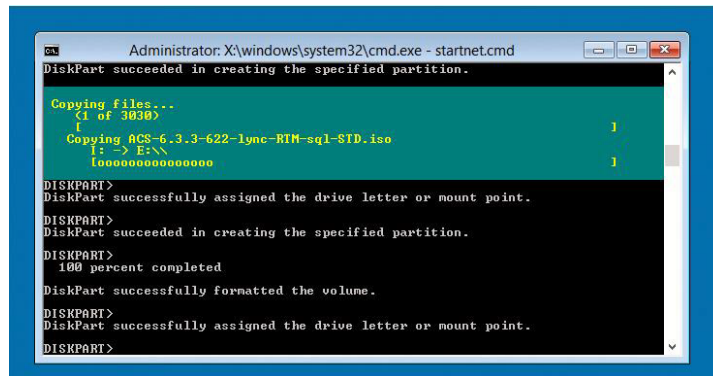 Administrator: X:\windows\system32\cmd.exe - startnet.cmd
DiskPart succeeded in creating the specified partition.
Copying files...
(1 of 3030)
[ ]
Copying ACS-6.3.3-622-lync-RTM-sql-STD.iso
I: -> E:\\
[ooooooooooooooo ]
DISKPART>
DiskPart successfully assigned the drive letter or mount point.
DISKPART>
DiskPart succeeded in creating the specified partition.
DISKPART>
100 percent completed
DiskPart successfully formatted the volume.
DISKPART>
DiskPart successfully assigned the drive letter or mount point.
DISKPART>